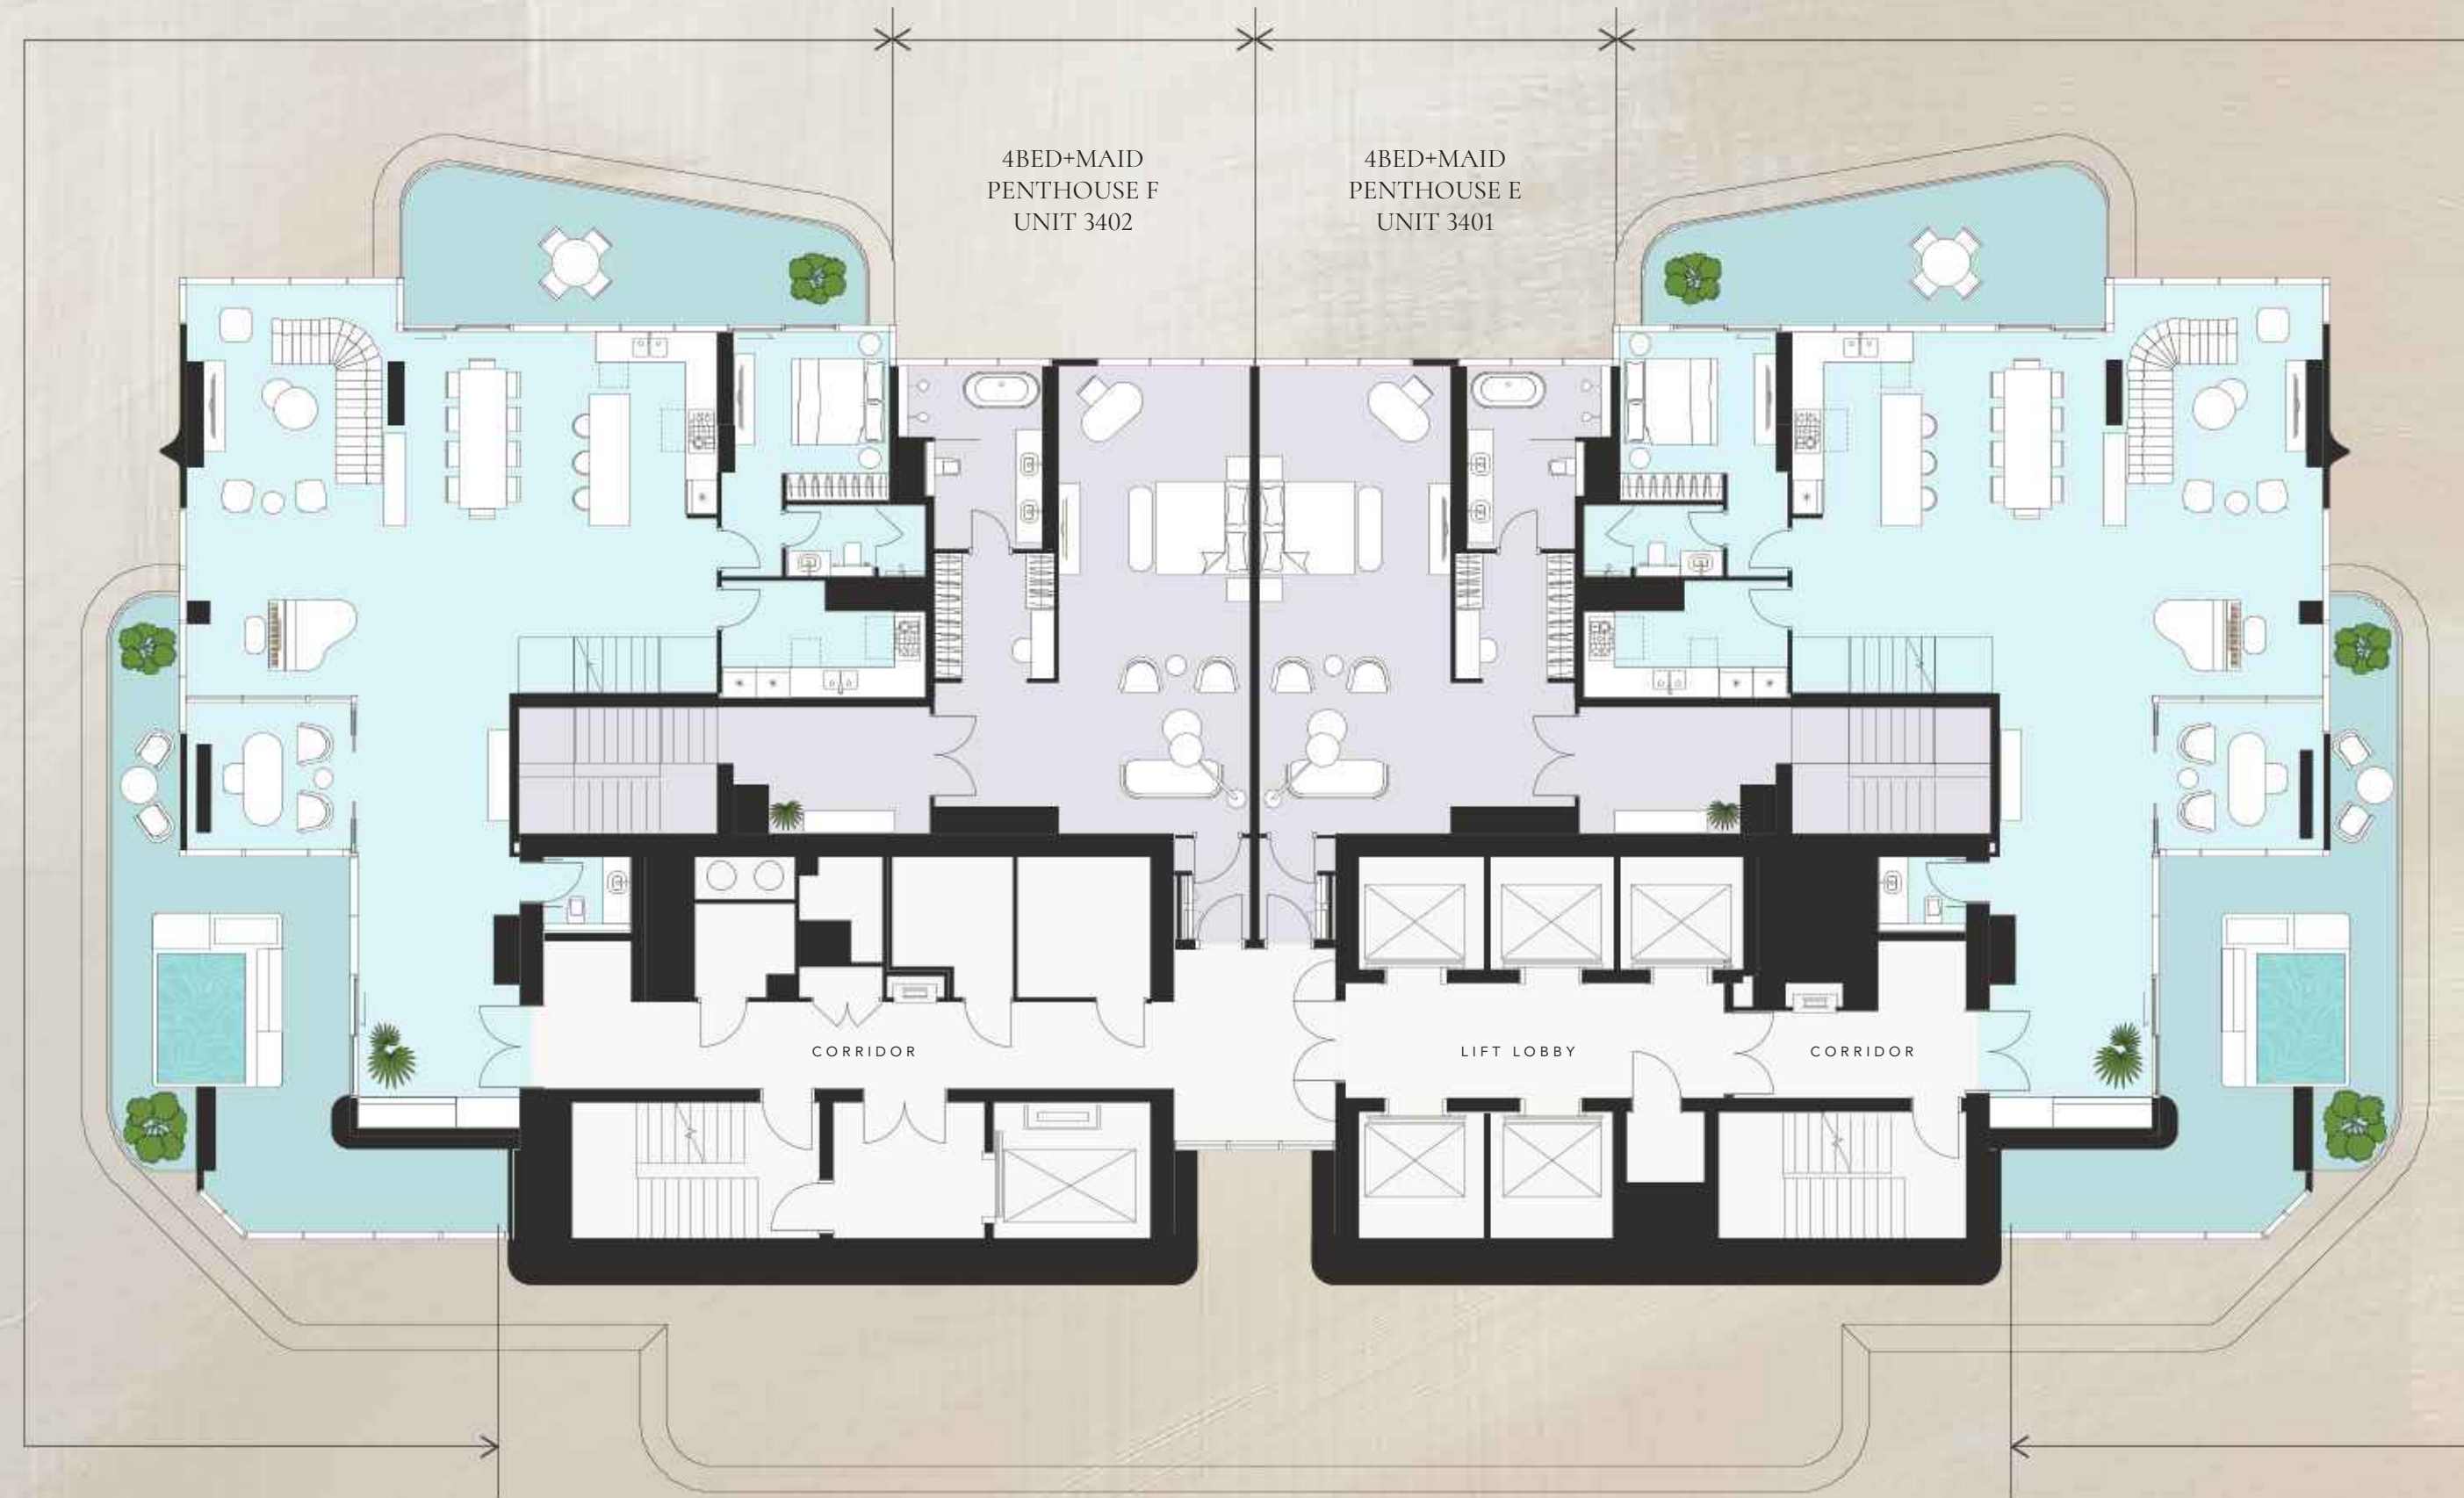 4BED+MAID
PENTHOUSE F
UNIT 3402
4BED+MAID
PENTHOUSE E
UNIT 3401
CORRIDOR
LIFT LOBBY
CORRIDOR